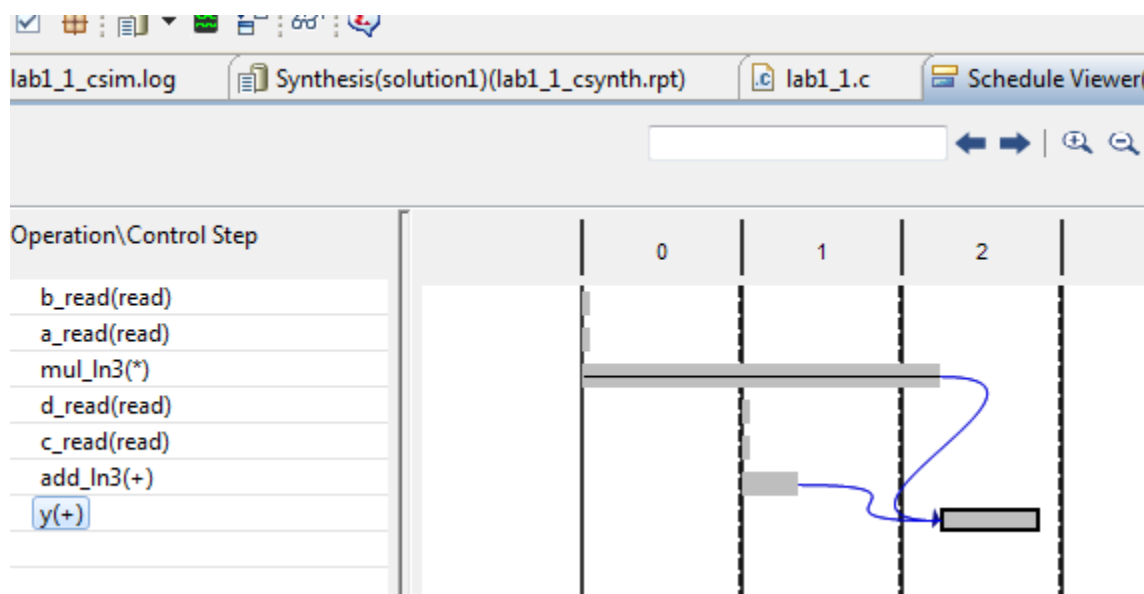 lab1_1_csim.log Synthesis(solution1)(lab1_1_csynth.rpt) lab1_1.c Schedule Viewer(
Operation\Control Step 0 1 2
b_read(read)
a_read(read)
mul_ln3(*)
d_read(read)
c_read(read)
add_ln3(+)
y(+)